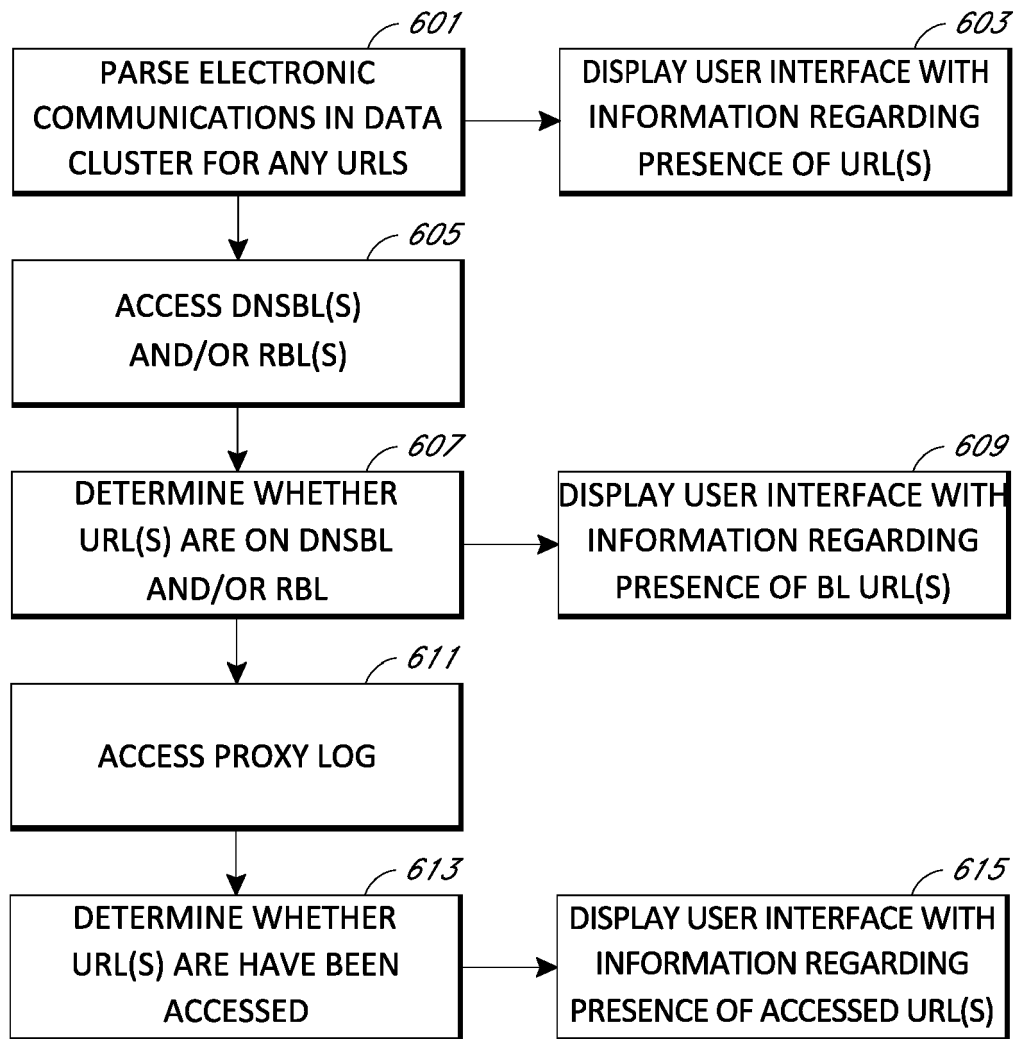 601
PARSE ELECTRONIC
COMMUNICATIONS IN DATA
CLUSTER FOR ANY URLS
603
DISPLAY USER INTERFACE WITH
INFORMATION REGARDING
PRESENCE OF URL(S)
605
ACCESS DNSBL(S)
AND/OR RBL(S)
607
DETERMINE WHETHER
URL(S) ARE ON DNSBL
AND/OR RBL
609
DISPLAY USER INTERFACE WITH
INFORMATION REGARDING
PRESENCE OF BL URL(S)
611
ACCESS PROXY LOG
613
DETERMINE WHETHER
URL(S) ARE HAVE BEEN
ACCESSED
615
DISPLAY USER INTERFACE WITH
INFORMATION REGARDING
PRESENCE OF ACCESSED URL(S)